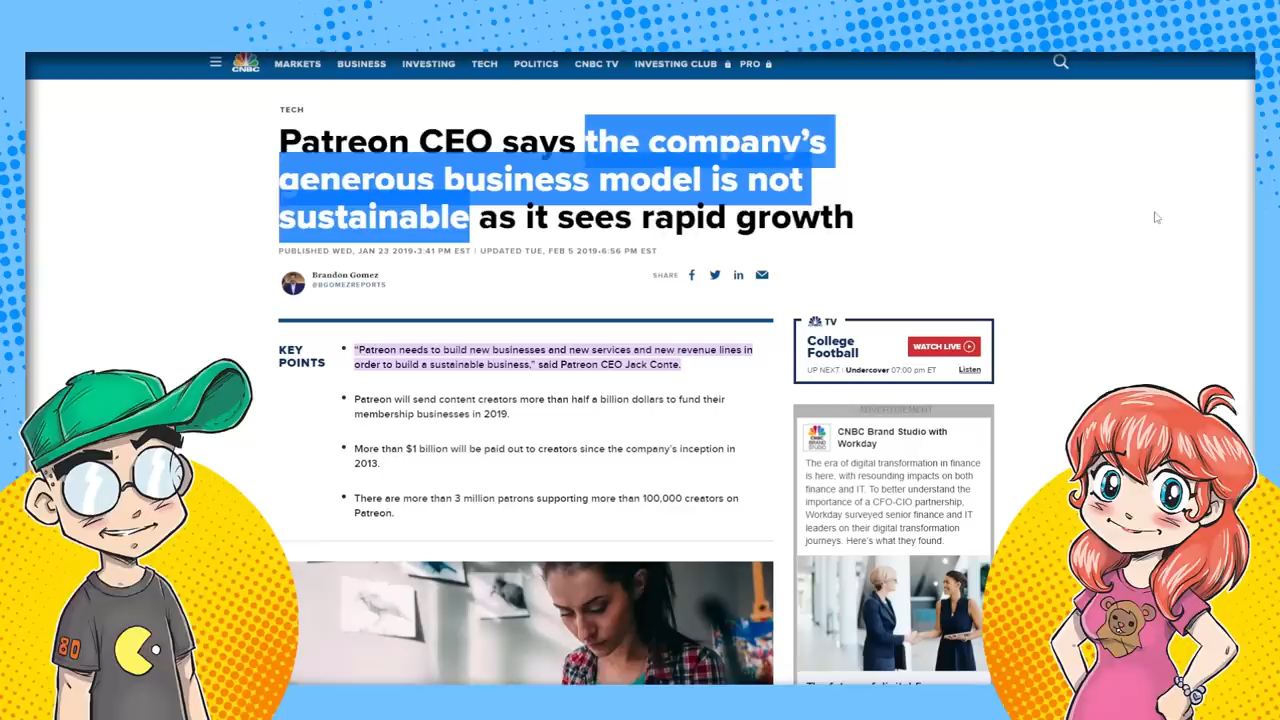 CNBC
MARKETS BUSINESS INVESTING TECH POLITICS CNBC TV INVESTING CLUB PRO
TECH
Patreon CEO says the company's
generous business model is not
sustainable as it sees rapid growth
PUBLISHED WED, JAN 23 2019•3:41 PM EST | UPDATED TUE, FEB 5 2019•6:56 PM EST
Brandon Gomez
@BGOMEZREPORTS
SHARE
KEY
POINTS
• "Patreon needs to build new businesses and new services and new revenue lines in
order to build a sustainable business," said Patreon CEO Jack Conte.
• Patreon will send content creators more than half a billion dollars to fund their
membership businesses in 2019.
• More than $1 billion will be paid out to creators since the company's inception in
2013.
• There are more than 3 million patrons supporting more than 100,000 creators on
Patreon.
TV
College
Football
WATCH LIVE
UP NEXT | Undercover 07:00 pm ET
Listen
ADVERTISEMENT
CNBC
BRAND
STUDIO
CNBC Brand Studio with
Workday
The era of digital transformation in finance
is here, with resounding impacts on both
finance and IT. To better understand the
importance of a CFO-CIO partnership,
Workday surveyed senior finance and IT
leaders on their digital transformation
journeys. Here's what they found.
80